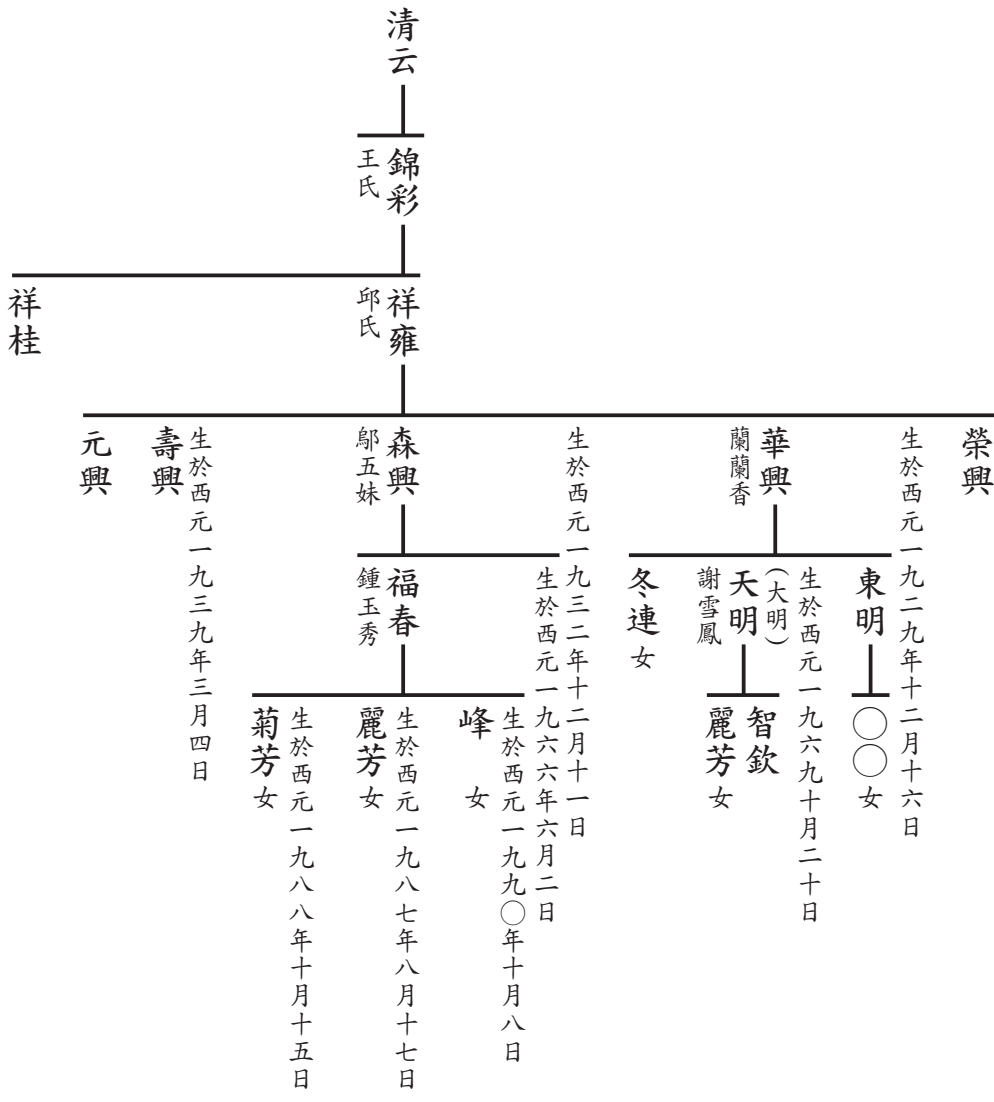 清云
錦彩
王氏
祥雍
邱氏
祥桂
榮興
生於西元一九二九年十二月十六日
華興
蘭蘭香
生於西元一九三二年十二月十一日
森興
鄔五妹
生於西元一九三九年三月四日
壽興
元興
東明
生於西元一九六九十月二十日
(大明)
天明
謝雪鳳
冬連 女
生於西元一九六六年六月二日
福春
鍾玉秀
◯◯ 女
智欽
麗芳 女
生於西元一九九◯年十月八日
峰 女
生於西元一九八七年八月十七日
麗芳 女
生於西元一九八八年十月十五日
菊芳 女